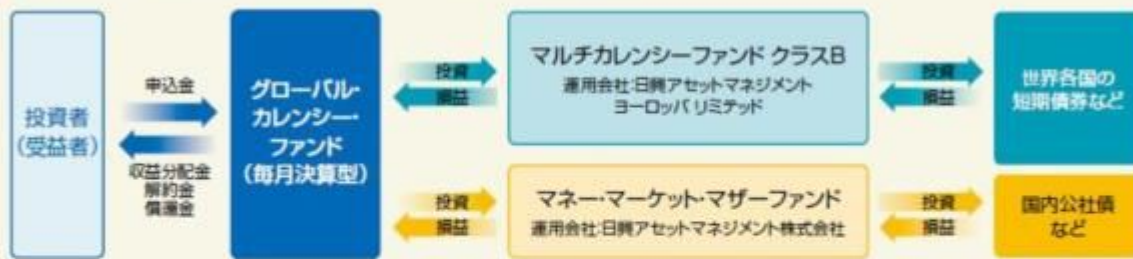 投資者
(受益者)
申込金
収益分配金
解約金
償還金
グローバル・
カレンシー・
ファンド
(毎月決算型)
投資
損益
マルチカレンシーファンド クラスB
運用会社:日興アセットマネジメント
ヨーロッパ リミテッド
投資
損益
世界各国の
短期債券など
投資
損益
マネー・マーケット・マザーファンド
運用会社:日興アセットマネジメント株式会社
投資
損益
国内公社債
など